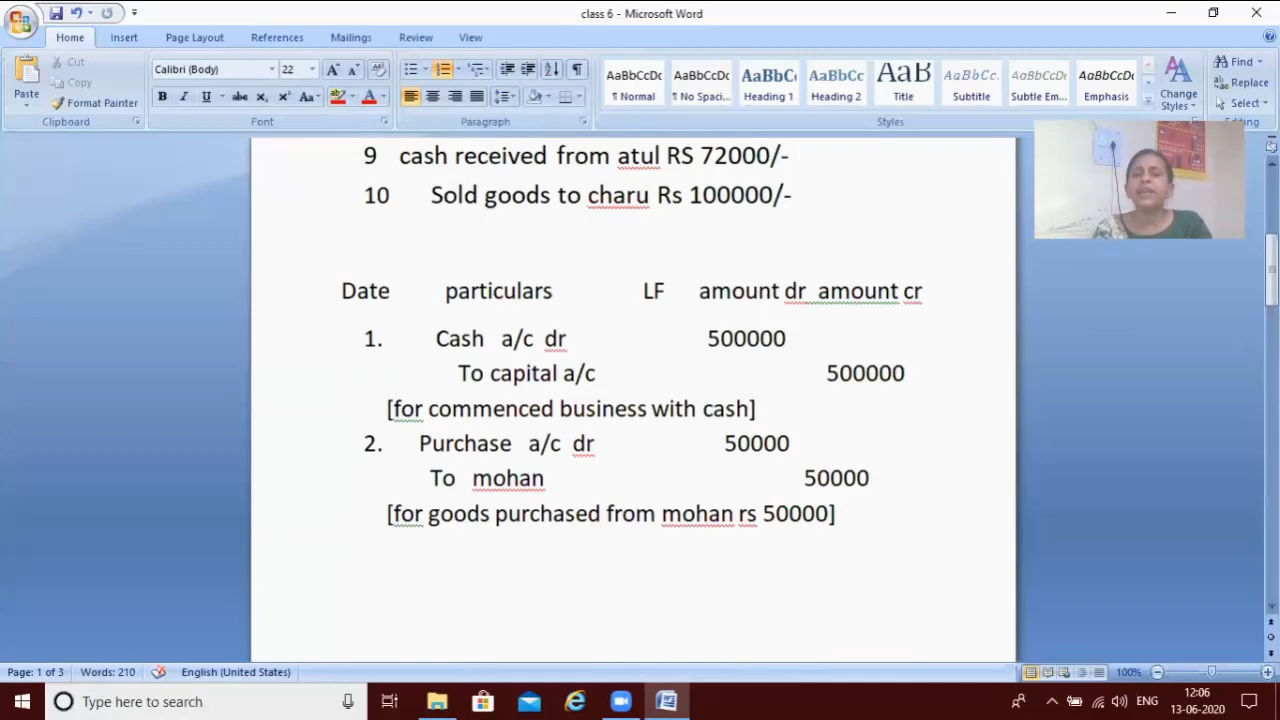 class 6 - Microsoft Word
Home Insert Page Layout References Mailings Review View
Paste Cut Copy Format Painter
Calibri (Body) 22
AaBbCcDc AaBbCcDc AaBbCc AaBbCc AaB AaBbCc. AaBbCcDc AaBbCcDc
¶ Normal ¶ No Spaci... Heading 1 Heading 2 Title Subtitle Subtle Em... Emphasis
Change Styles
Find Replace Select
Clipboard Font Paragraph Styles Editing
9 cash received from atul RS 72000/-
10 Sold goods to charu Rs 100000/-
Date particulars LF amount dr amount cr
1. Cash a/c dr 500000
To capital a/c 500000
[for commenced business with cash]
2. Purchase a/c dr 50000
To mohan 50000
[for goods purchased from mohan rs 50000]
Page: 1 of 3 Words: 210 English (United States) 100%
Type here to search ENG 12:06
13-06-2020